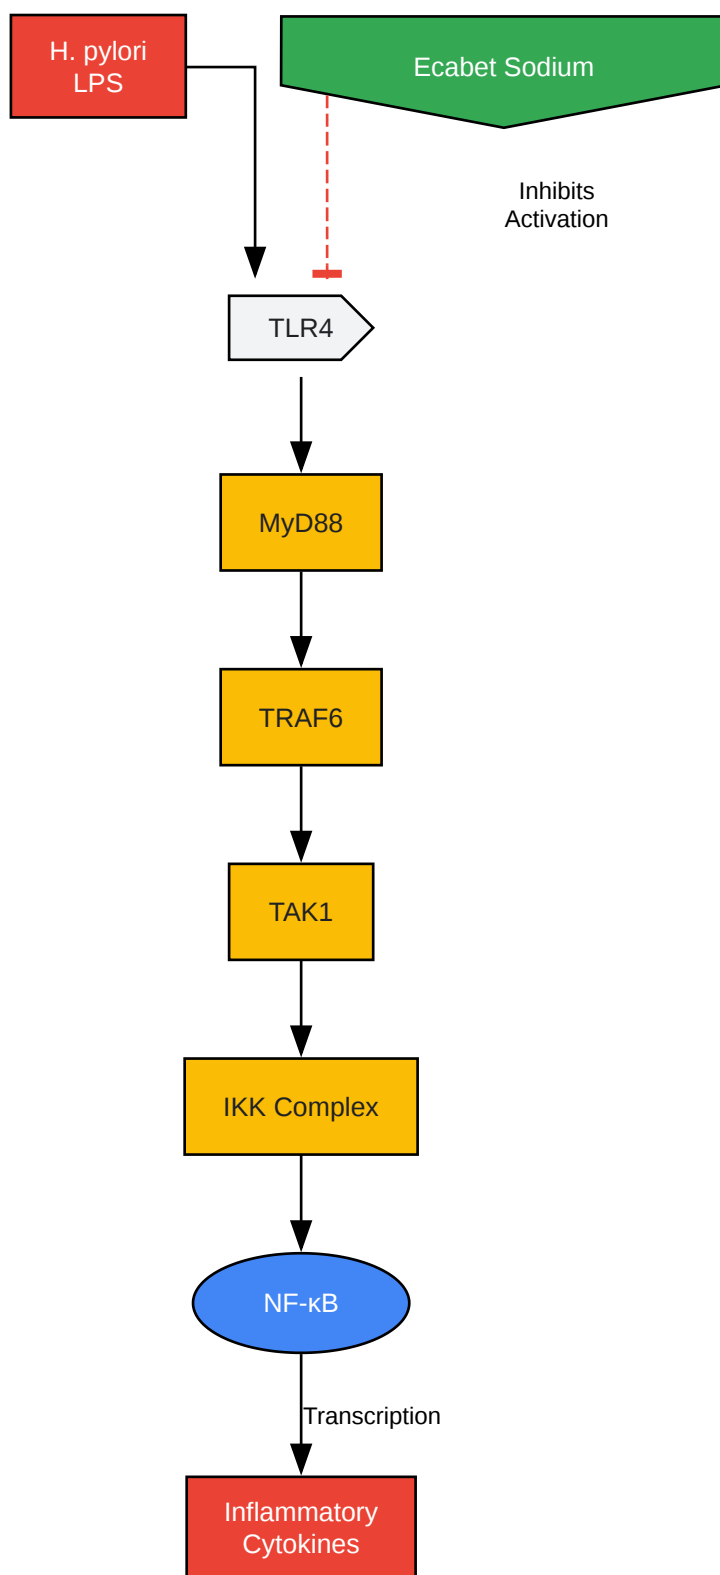 H. pylori
LPS
Ecabet Sodium
Inhibits
Activation
TLR4
MyD88
TRAF6
TAK1
IKK Complex
NF-κB
Transcription
Inflammatory
Cytokines